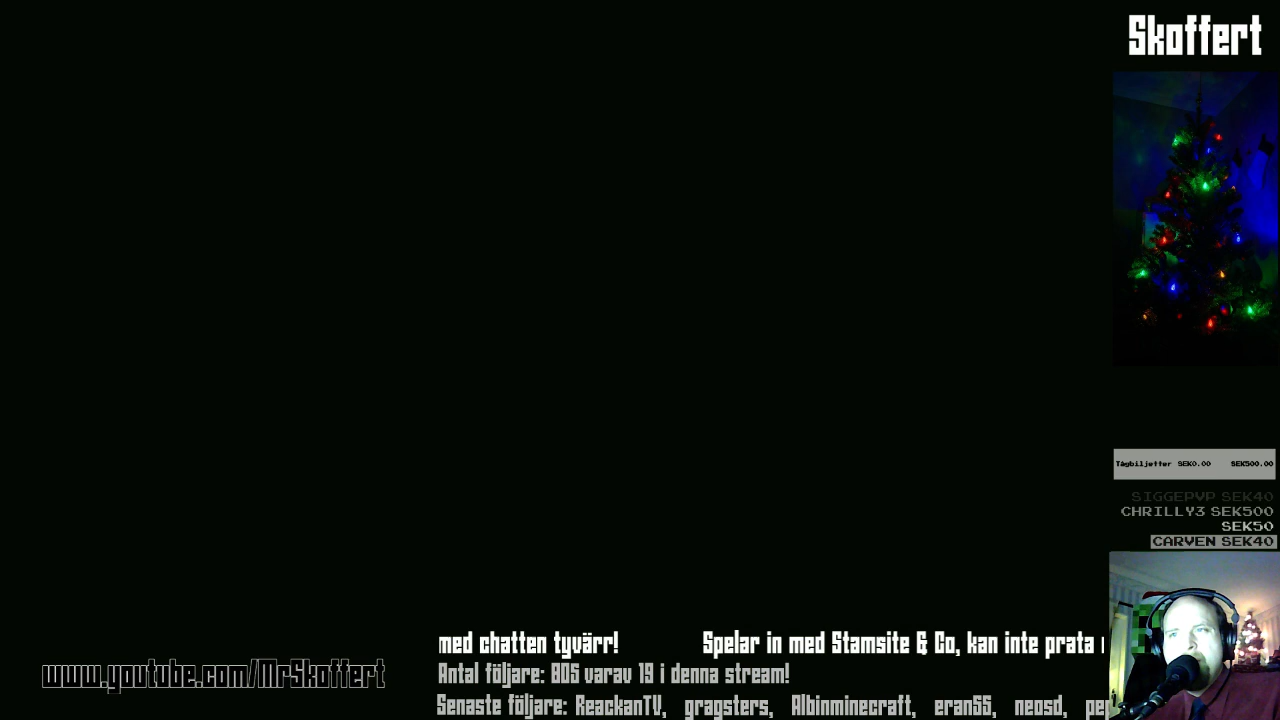 Skoffert
Tågbiljetter SEK0.00 SEK500.00
SIGGEPVP SEK40
CHRILLY3 SEK500
SEK50
CARVEN SEK40
med chatten tyvärr! Spelar in med Stamsite & Co, kan inte prata
www.youtube.com/MrSkoffert
Antal följare: 805 varav 19 i denna stream!
Senaste följare: ReackanTV, gragsters, Albinminecraft, eranSS, neosd,